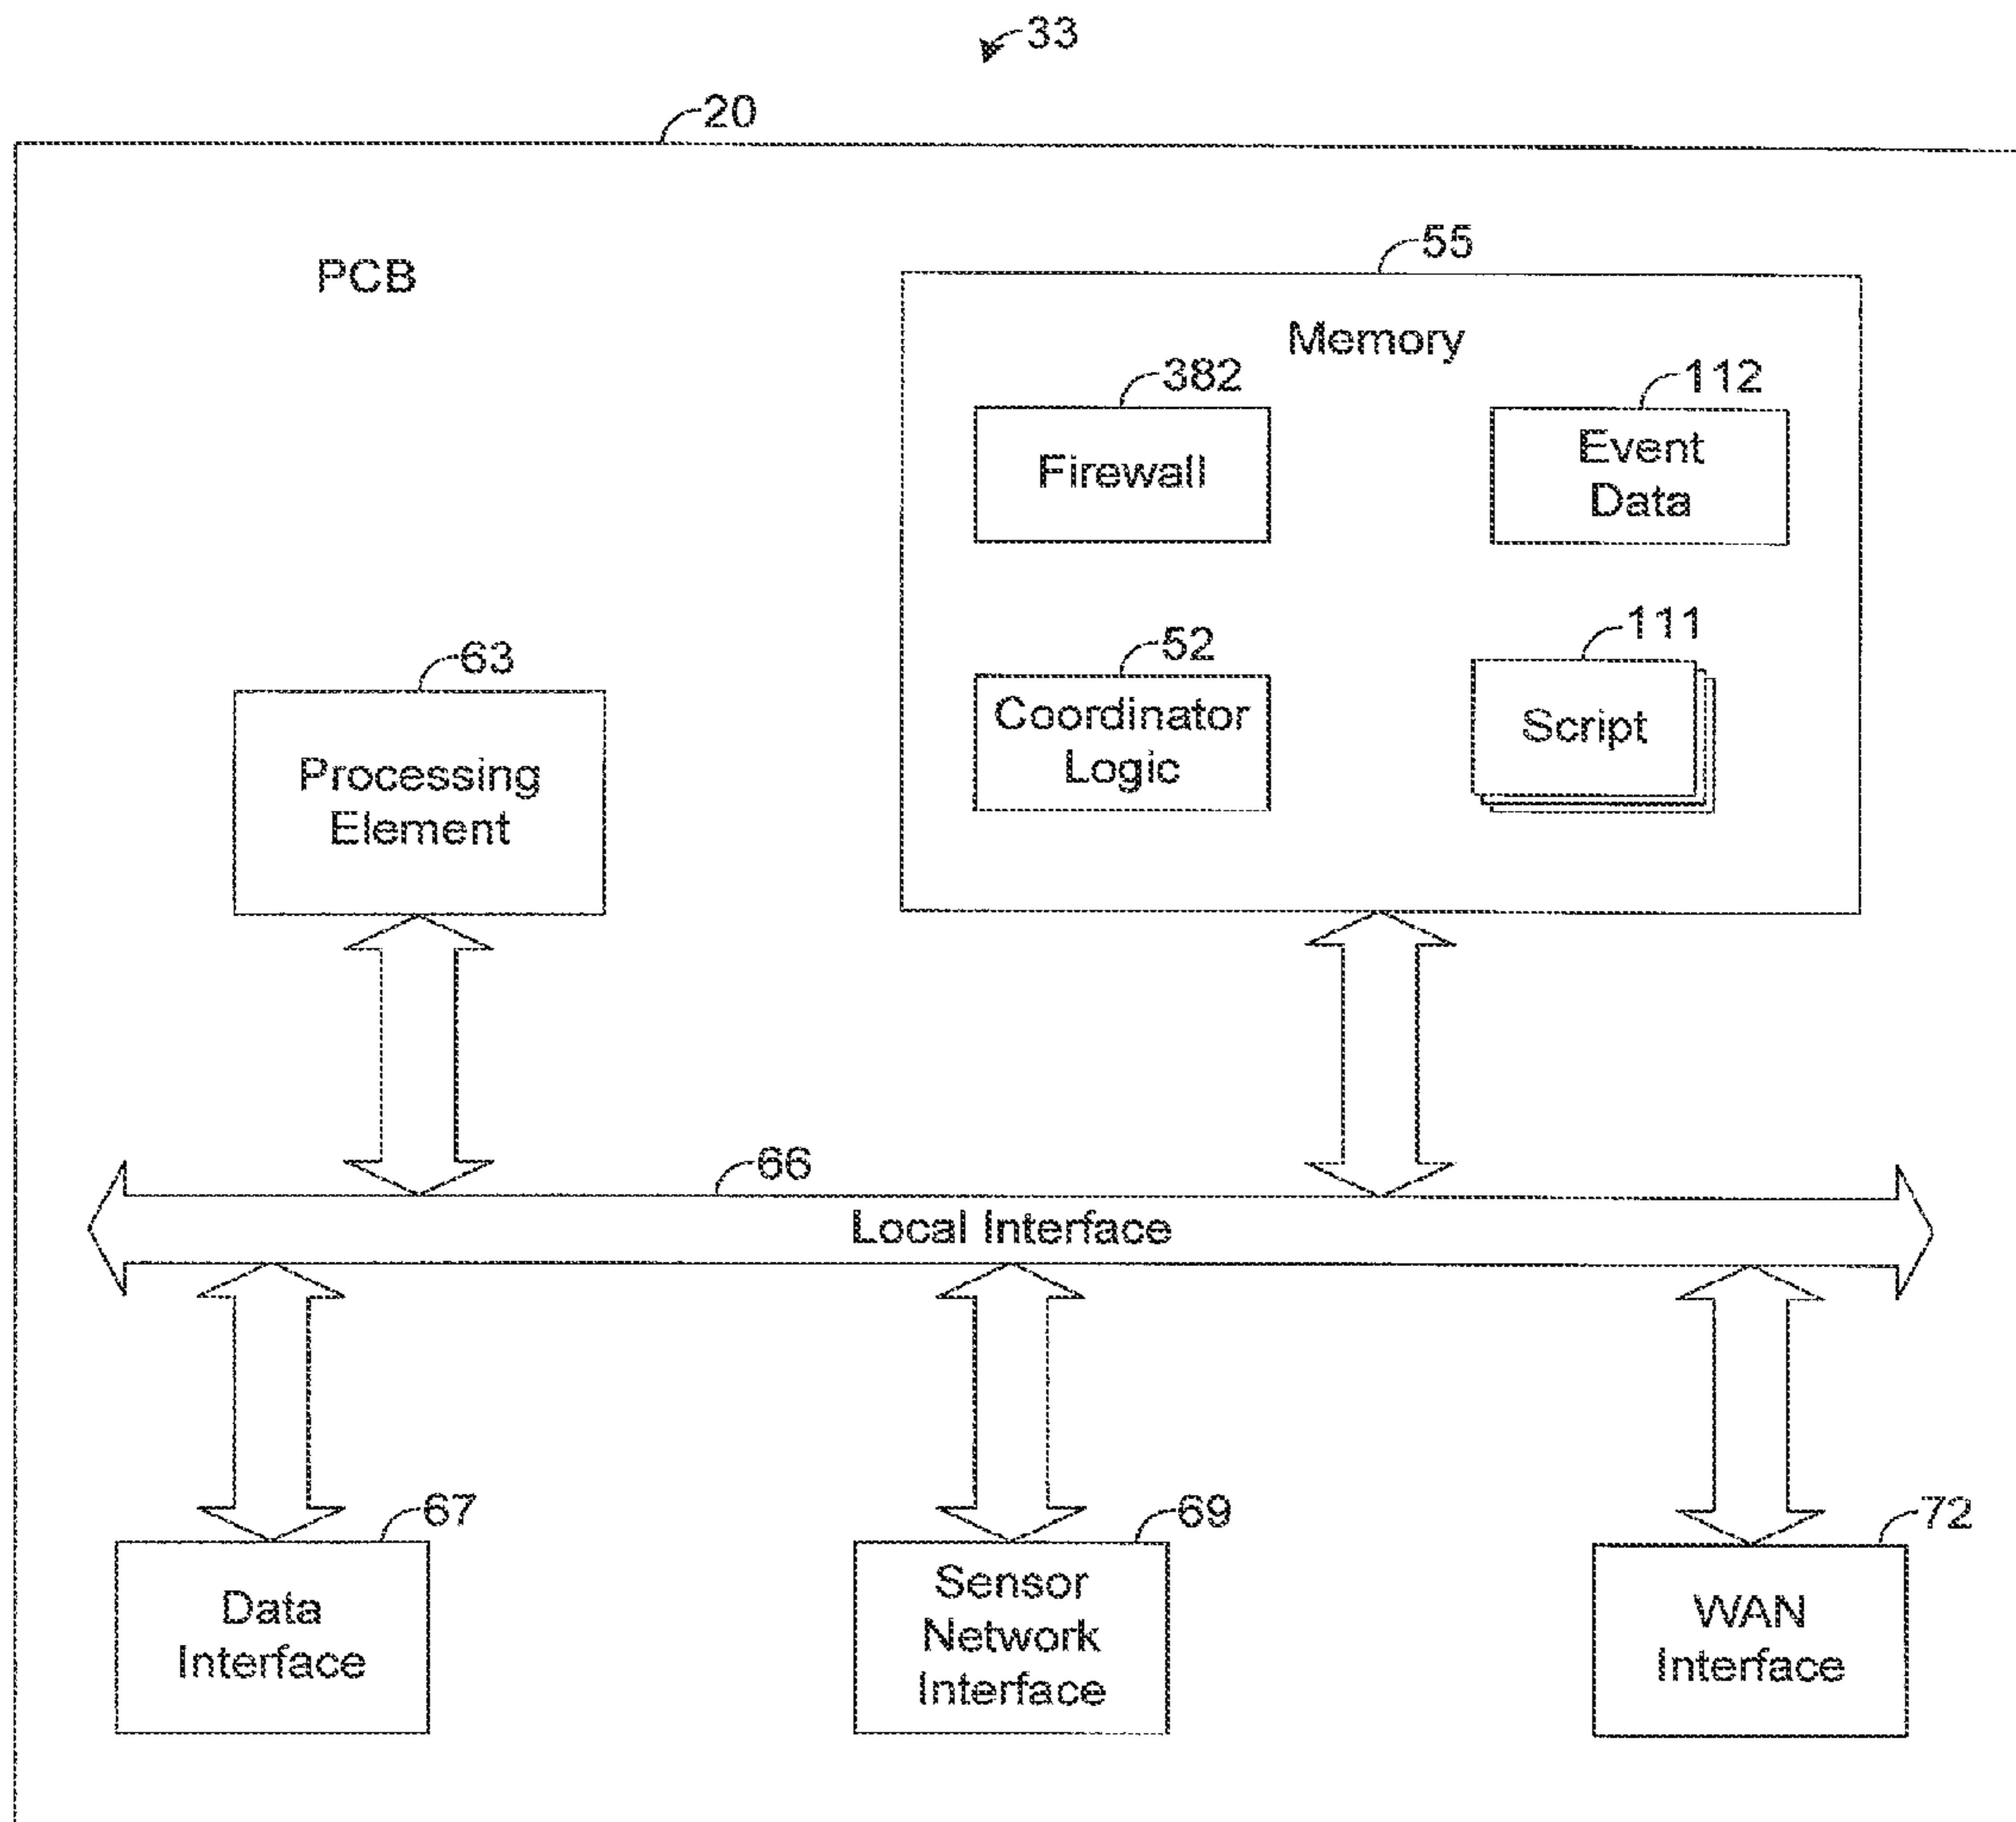 33
20
PCB
55
Memory
382
Firewall
112
Event
Data
52
Coordinator
Logic
111
Script
63
Processing
Element
66
Local Interface
67
Data
Interface
69
Sensor
Network
Interface
72
WAN
Interface